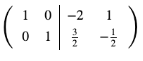 ( 1 0 | −2 1 )
( 0 1 | 3/2 −1/2 )